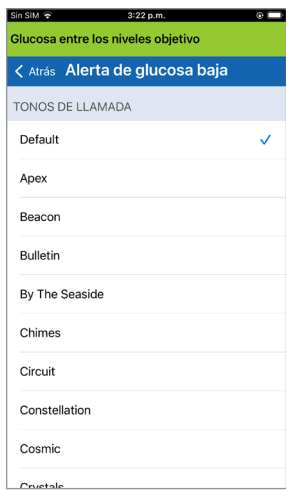 Sin SIM 3:22 p.m.
Glucosa entre los niveles objetivo
Atrás Alerta de glucosa baja
TONOS DE LLAMADA
Default
Apex
Beacon
Bulletin
By The Seaside
Chimes
Circuit
Constellation
Cosmic
Crystals